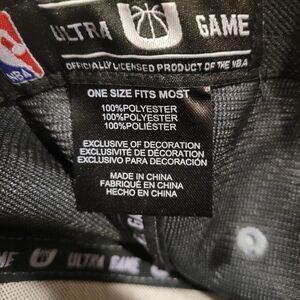 ULTRA GAME
OFFICIALLY LICENSED PRODUCT OF THE NBA
NBA
ONE SIZE FITS MOST
100%POLYESTER
100%POLYESTER
100%POLIÉSTER
EXCLUSIVE OF DECORATION
EXCLUSIVITÉ DE DÉCORATION
EXCLUSIVO PARA DECORACIÓN
MADE IN CHINA
FABRIQUÉ EN CHINA
HECHO EN CHINA
GAME
ME ULTRA GAME